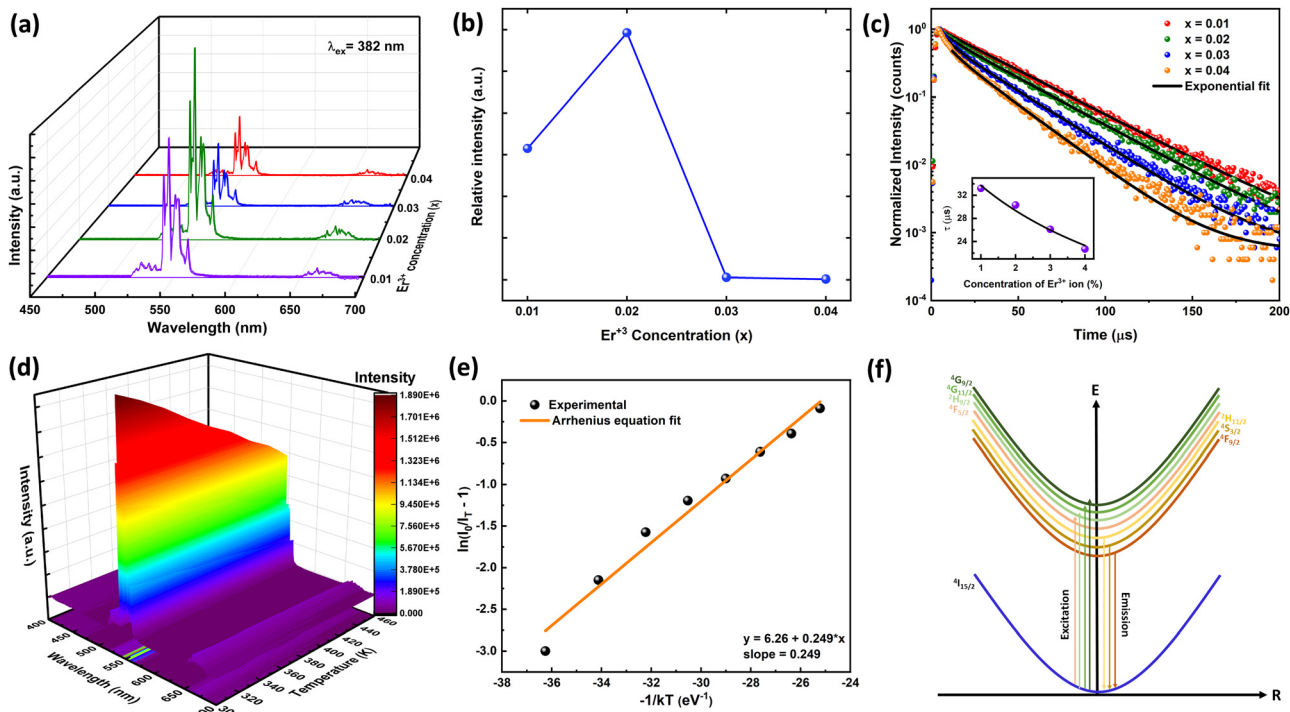 (a)
λex= 382 nm
Intensity (a.u.)
450
500
550
600
650
700
Wavelength (nm)
0.01
0.02
0.03
0.04
Er³⁺ concentration (x)
(b)
Relative intensity (a.u.)
0.01
0.02
0.03
0.04
Er⁺³ Concentration (x)
(c)
x = 0.01
x = 0.02
x = 0.03
x = 0.04
Exponential fit
Normalized Intensity (counts)
10⁰
10⁻¹
10⁻²
10⁻³
10⁻⁴
0
50
100
150
200
Time (μs)
τ (μs)
32
28
24
1
2
3
4
Concentration of Er³⁺ ion (%)
(d)
Intensity
1.890E+6
1.701E+6
1.512E+6
1.323E+6
1.134E+6
9.450E+5
7.560E+5
5.670E+5
3.780E+5
1.890E+5
0.000
Intensity (a.u.)
400
450
500
550
600
650
Wavelength (nm)
320
340
360
380
400
420
440
460
Temperature (K)
(e)
Experimental
Arrhenius equation fit
ln(I₀/I_T - 1)
0.0
-0.5
-1.0
-1.5
-2.0
-2.5
-3.0
y = 6.26 + 0.249*x
slope = 0.249
-38
-36
-34
-32
-30
-28
-26
-24
-1/kT (eV⁻¹)
(f)
E
⁴G₉/₂
⁴G₁₁/₂
²H₉/₂
⁴F₅/₂
²H₁₁/₂
⁴S₃/₂
⁴F₉/₂
⁴I₁₅/₂
Excitation
Emission
R